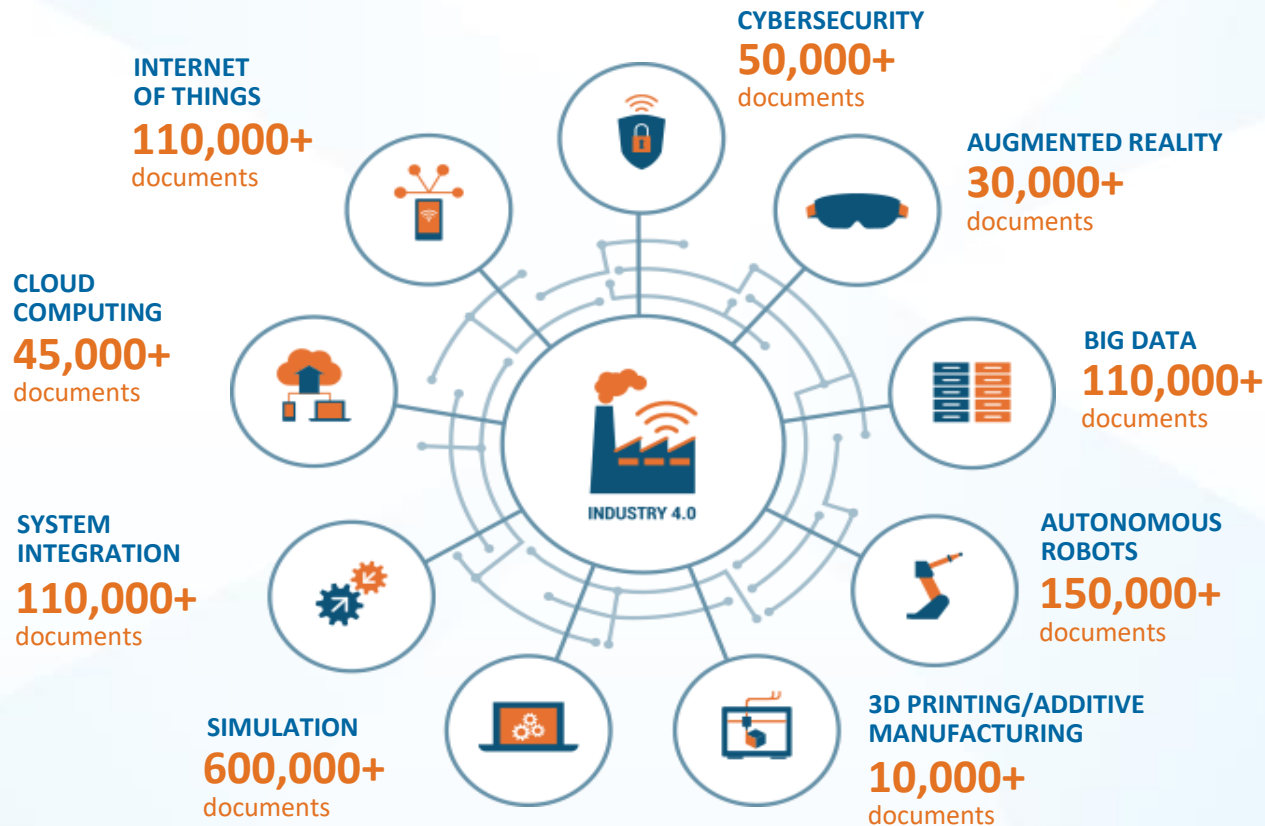 CYBERSECURITY
50,000+
documents
INTERNET
OF THINGS
110,000+
documents
AUGMENTED REALITY
30,000+
documents
CLOUD
COMPUTING
45,000+
documents
BIG DATA
110,000+
documents
INDUSTRY 4.0
SYSTEM
INTEGRATION
110,000+
documents
AUTONOMOUS
ROBOTS
150,000+
documents
SIMULATION
600,000+
documents
3D PRINTING/ADDITIVE
MANUFACTURING
10,000+
documents